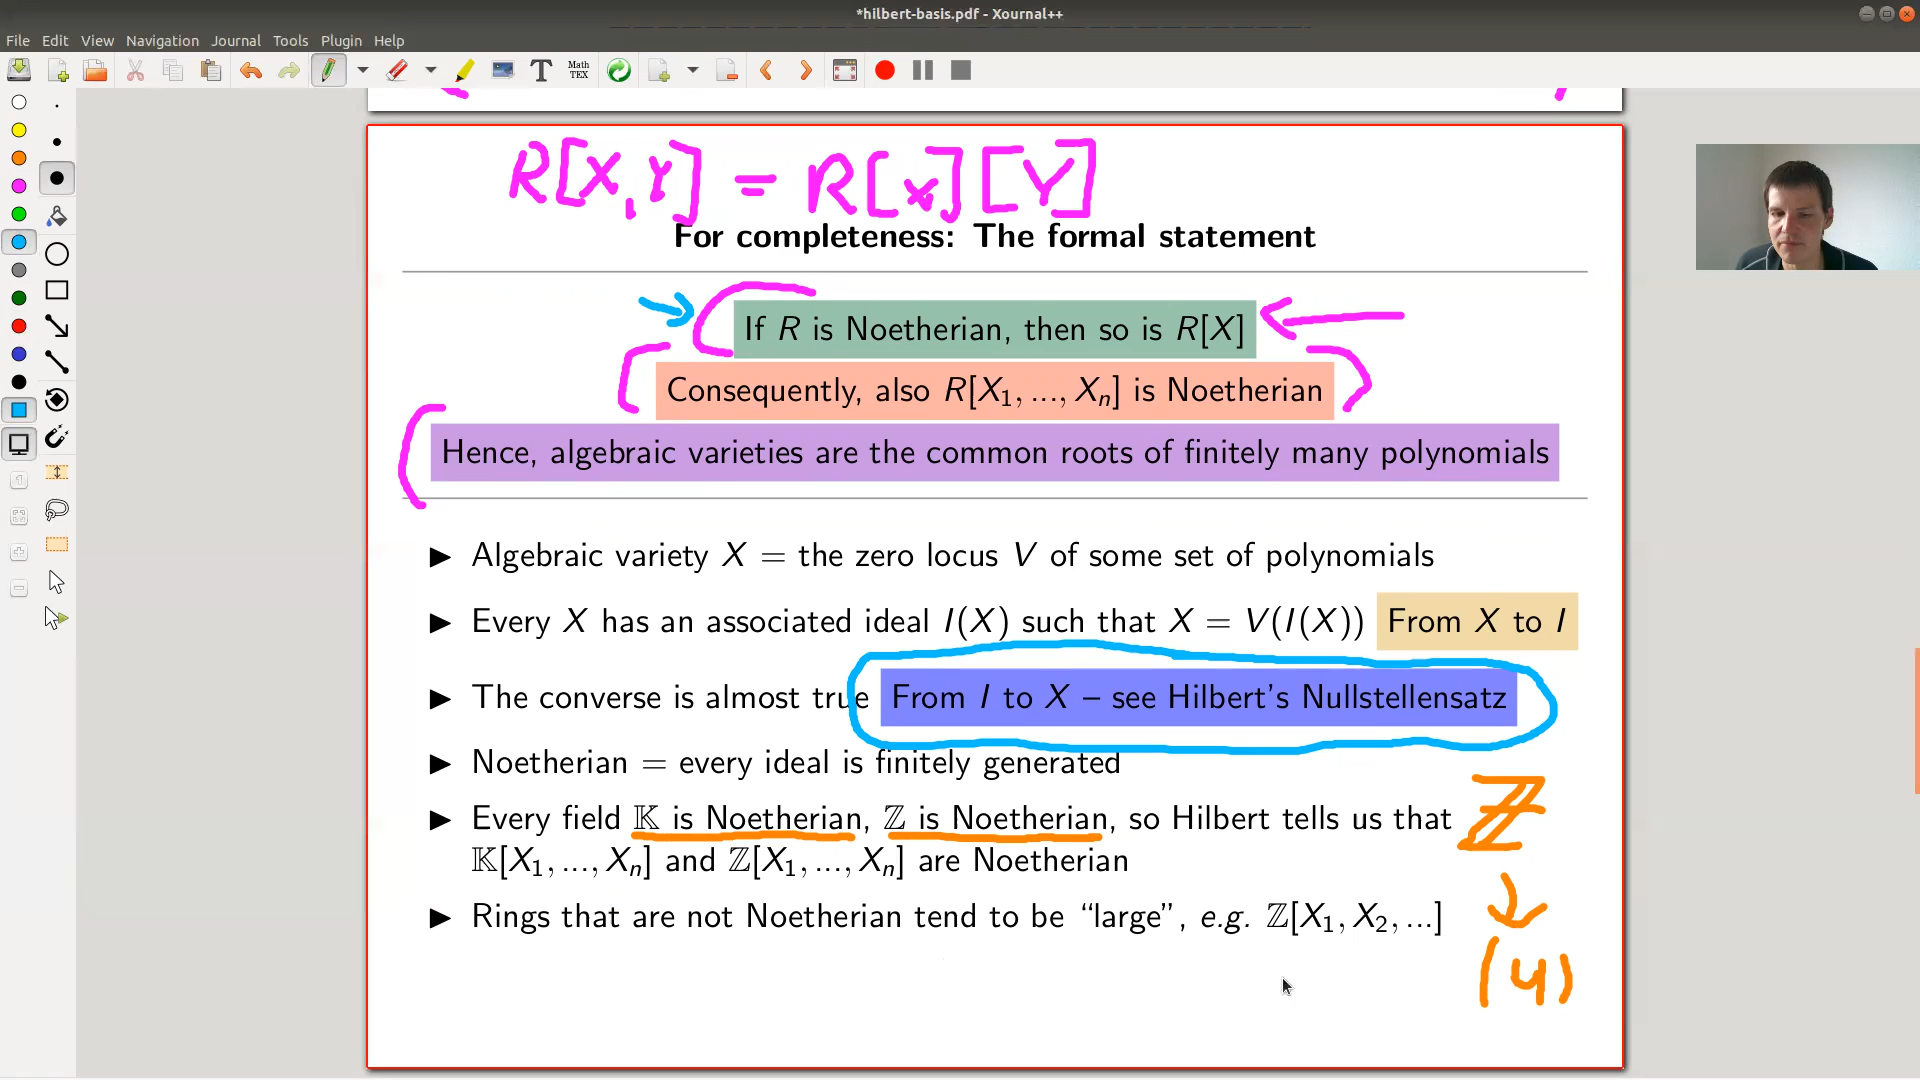 *hilbert-basis.pdf - Xournal++
File Edit View Navigation Journal Tools Plugin Help
Math TEX
R[X,Y] = R[X][Y]
For completeness: The formal statement
If R is Noetherian, then so is R[X]
Consequently, also R[X₁, ..., Xₙ] is Noetherian
Hence, algebraic varieties are the common roots of finitely many polynomials
▶ Algebraic variety X = the zero locus V of some set of polynomials
▶ Every X has an associated ideal I(X) such that X = V(I(X)) From X to I
▶ The converse is almost true From I to X – see Hilbert's Nullstellensatz
▶ Noetherian = every ideal is finitely generated
▶ Every field 𝕂 is Noetherian, ℤ is Noetherian, so Hilbert tells us that
𝕂[X₁, ..., Xₙ] and ℤ[X₁, ..., Xₙ] are Noetherian
ℤ
▶ Rings that are not Noetherian tend to be “large”, e.g. ℤ[X₁, X₂, ...]
(4)